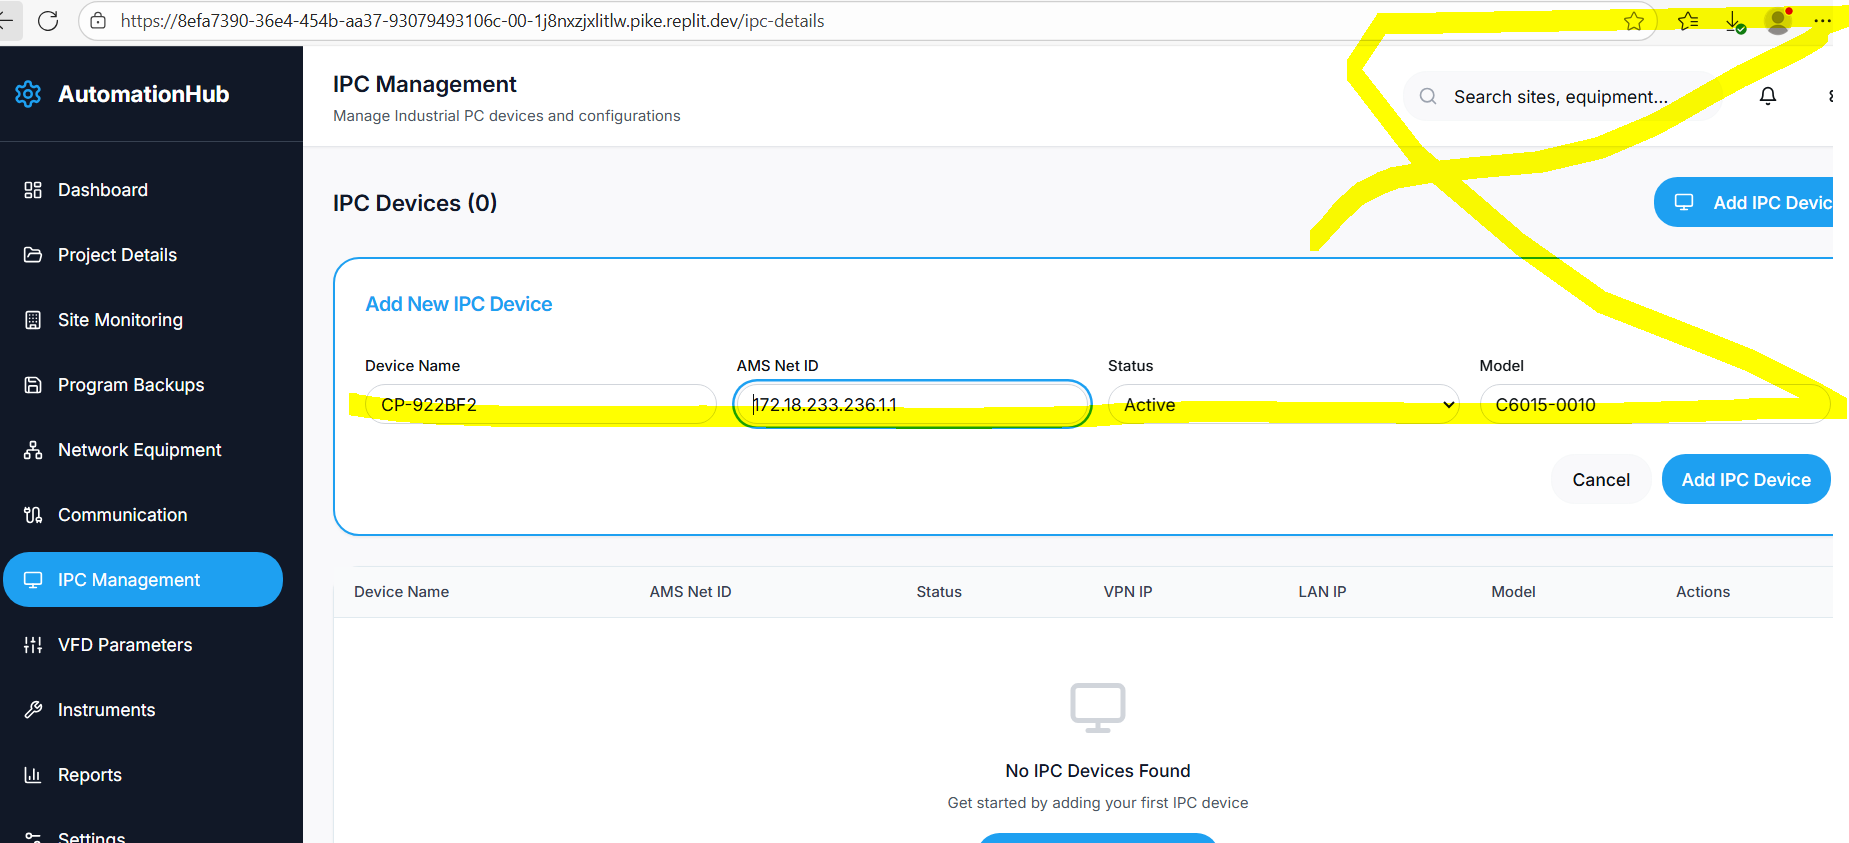 https://8efa7390-36e4-454b-aa37-93079493106c-00-1j8nxzjxlitlw.pike.replit.dev/ipc-details
AutomationHub
Dashboard
Project Details
Site Monitoring
Program Backups
Network Equipment
Communication
IPC Management
VFD Parameters
Instruments
Reports
Settings
IPC Management
Manage Industrial PC devices and configurations
Search sites, equipment...
IPC Devices (0)
Add IPC Devic
Add New IPC Device
Device Name AMS Net ID Status Model
CP-922BF2 172.18.233.236.1.1 Active C6015-0010
Cancel Add IPC Device
Device Name AMS Net ID Status VPN IP LAN IP Model Actions
No IPC Devices Found
Get started by adding your first IPC device